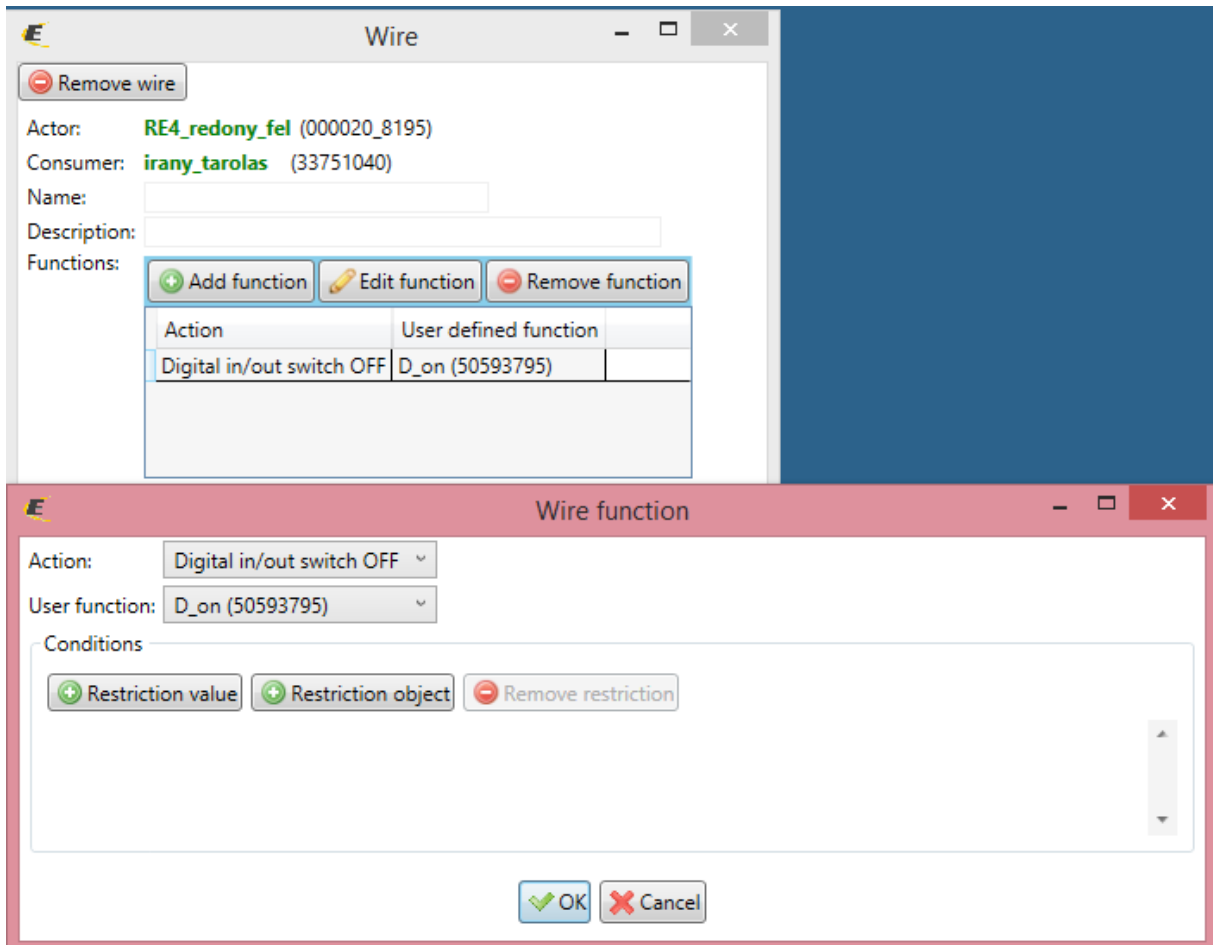 Wire
Remove wire
Actor: RE4_redony_fel (000020_8195)
Consumer: irany_tarolas (33751040)
Name:
Description:
Functions:
Add function Edit function Remove function
Action User defined function
Digital in/out switch OFF D_on (50593795)
Wire function
Action: Digital in/out switch OFF
User function: D_on (50593795)
Conditions
Restriction value Restriction object Remove restriction
OK Cancel